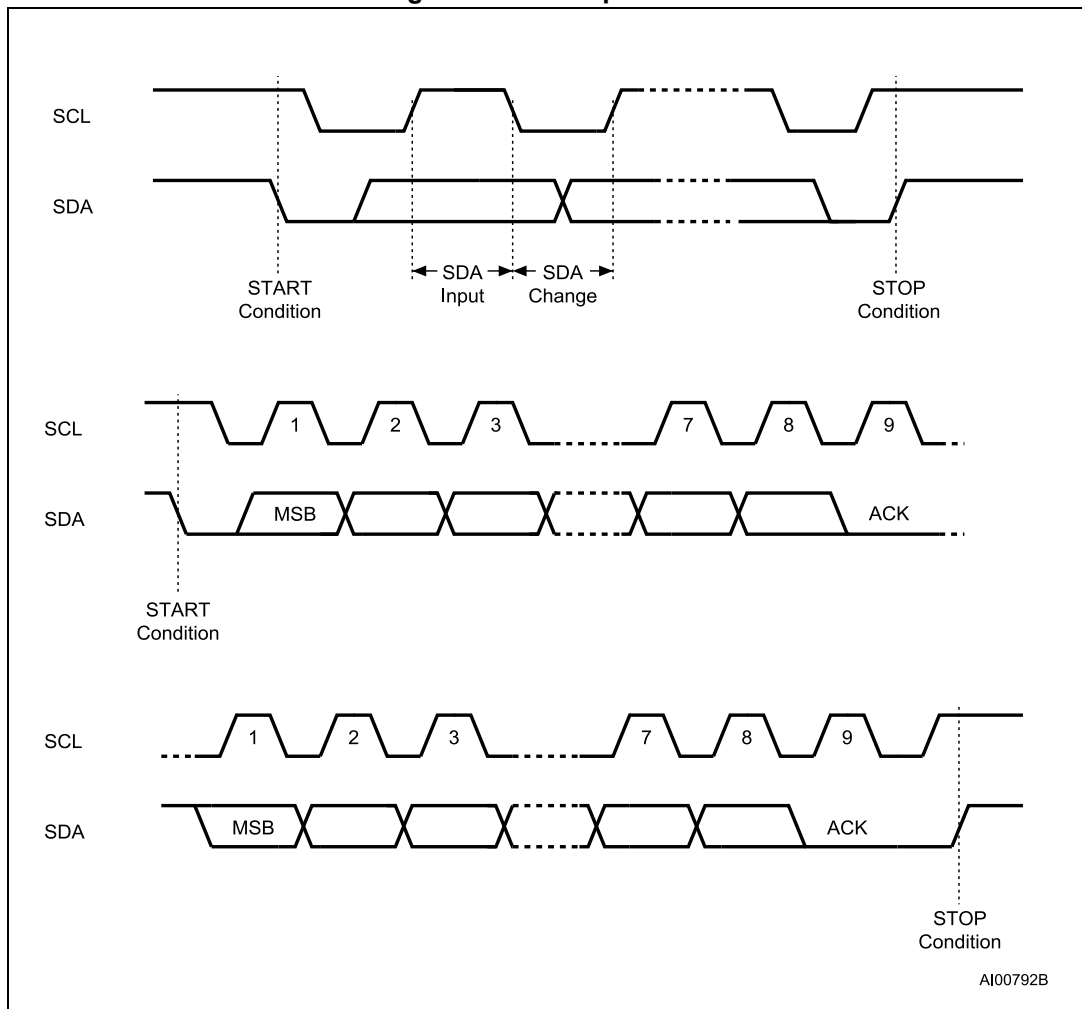 SCL
SDA
SDA
Input
SDA
Change
START
Condition
STOP
Condition
SCL
1 2 3 7 8 9
SDA
MSB ACK
START
Condition
SCL
1 2 3 7 8 9
SDA
MSB ACK
STOP
Condition
AI00792B